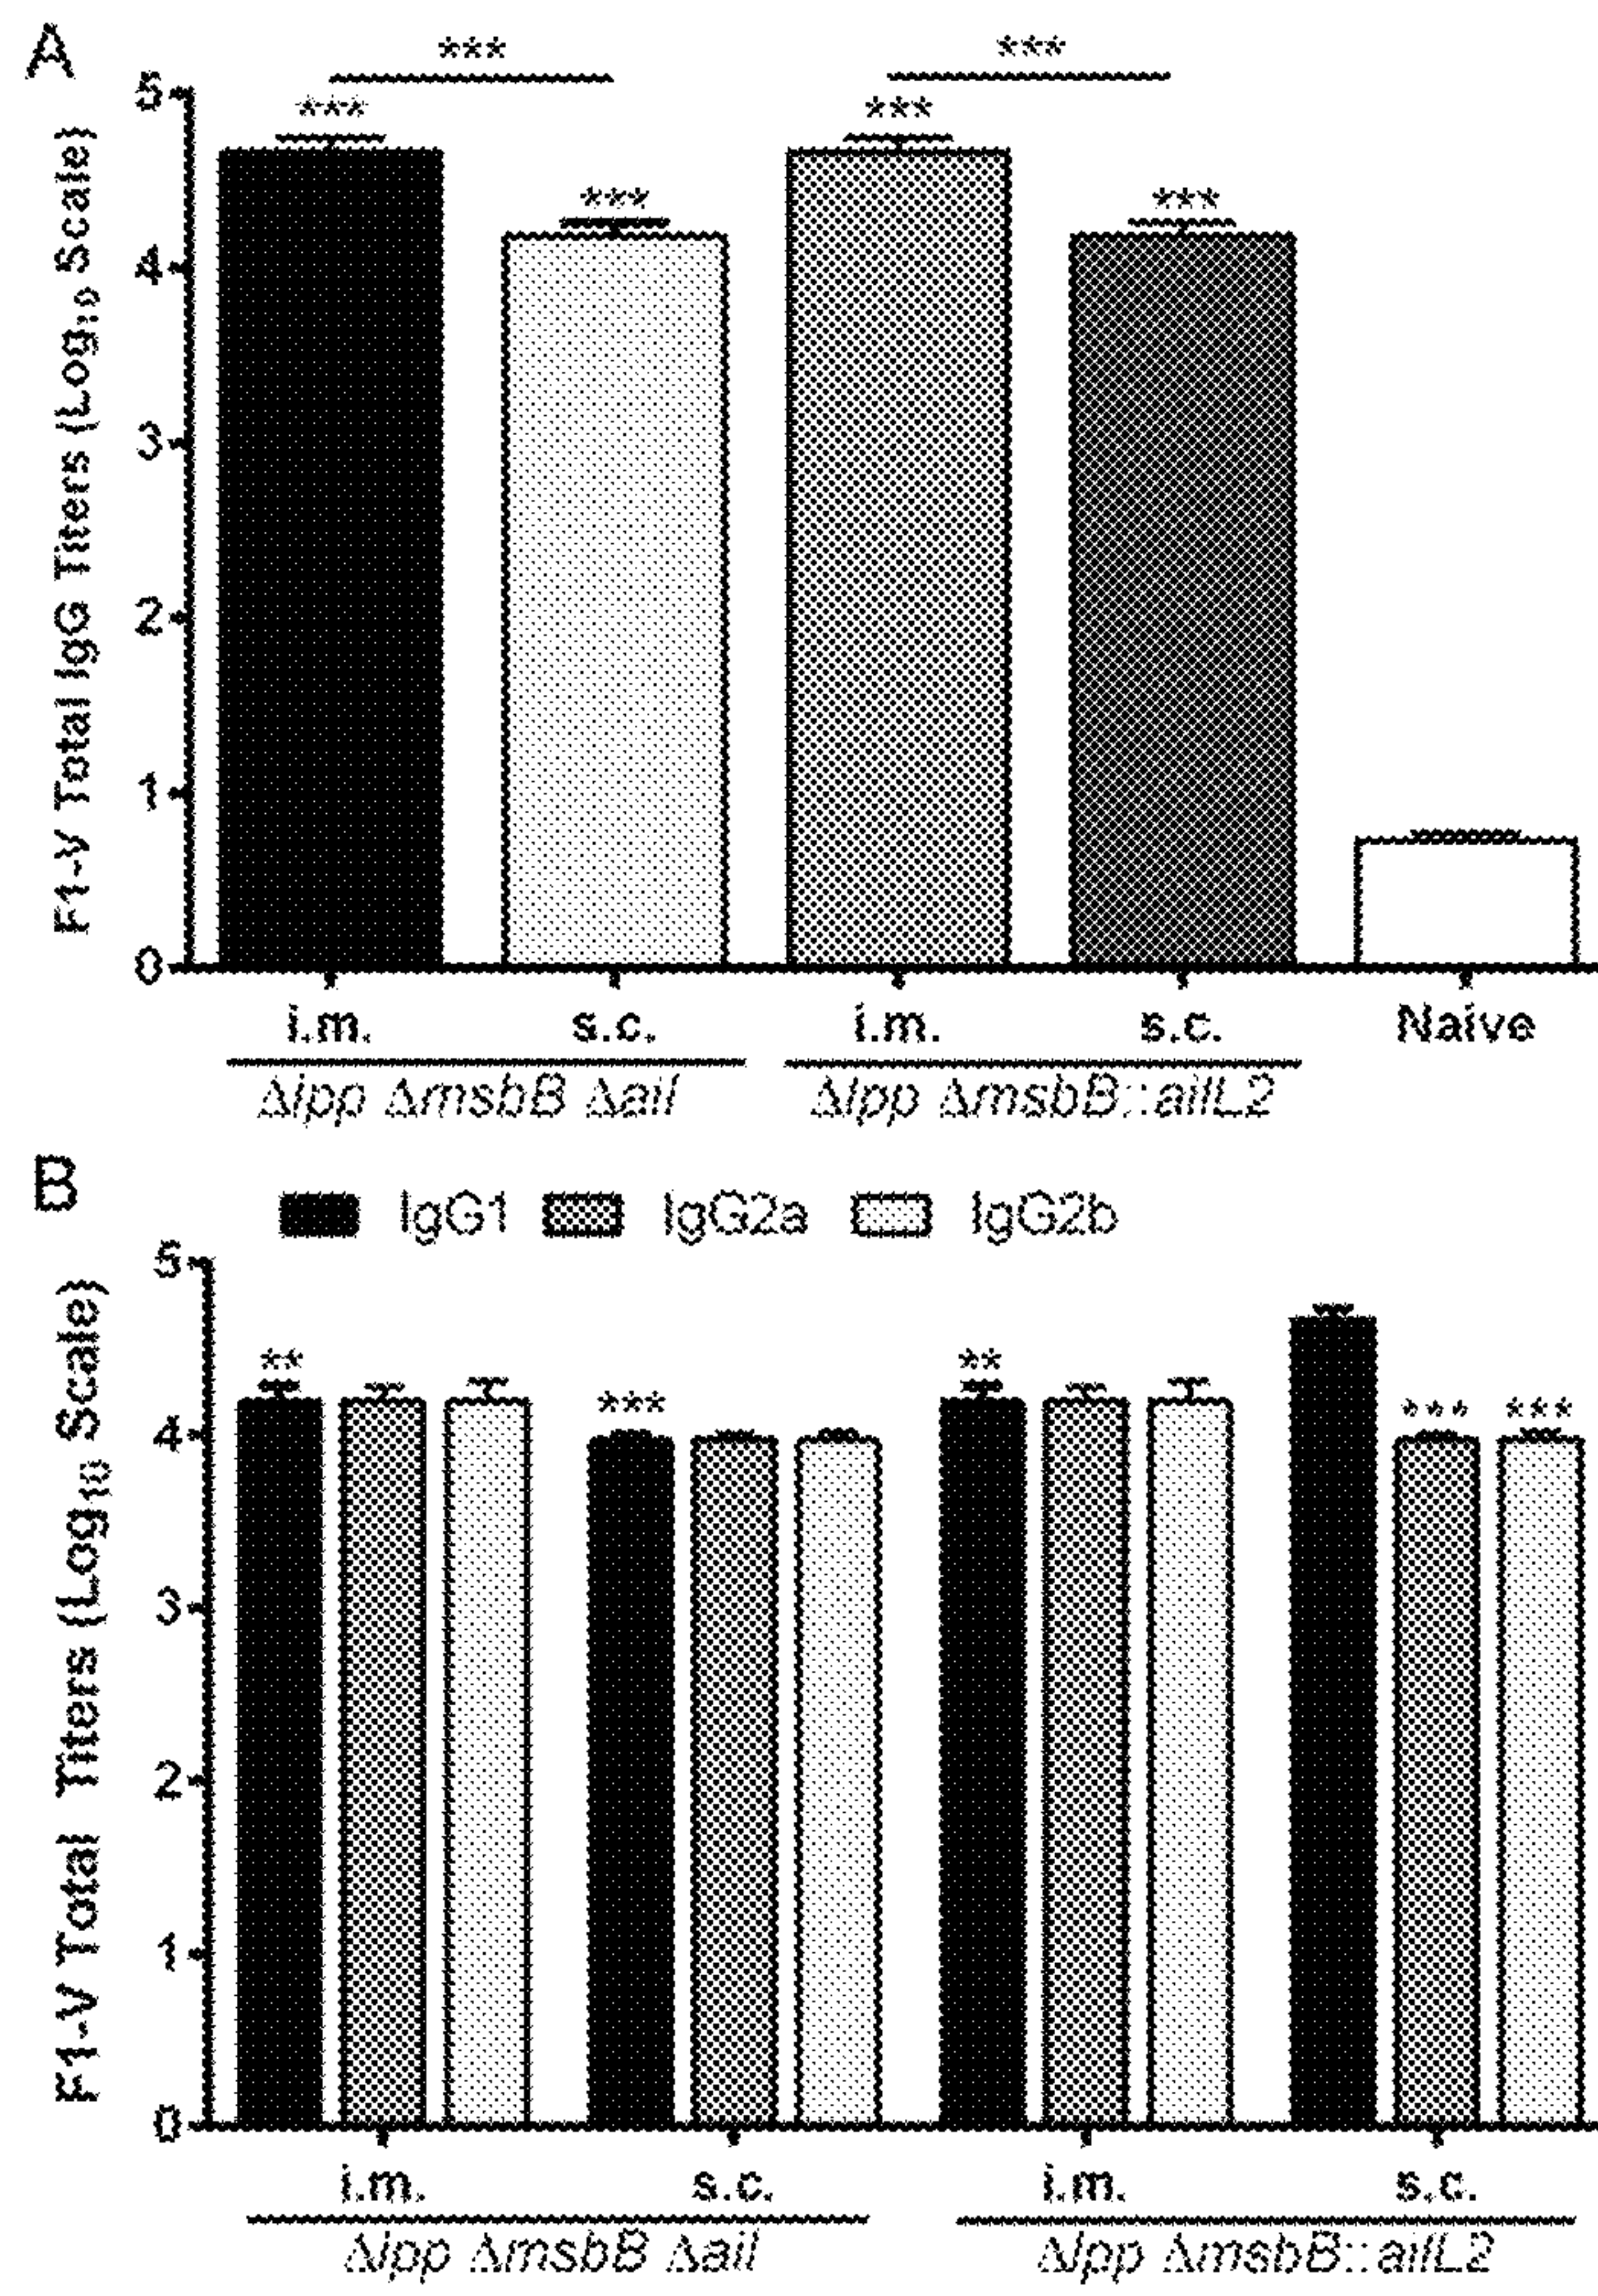 A
*** ***
5
*** ***
*** ***
4
3
2
1
0
F1-V Total IgG Titers (Log10 Scale)
i.m. s.c. i.m. s.c. Naive
Δlpp ΔmsbB Δail Δlpp ΔmsbB::ailL2
B
IgG1 IgG2a IgG2b
5
** *** ** *** ***
4
3
2
1
0
F1-V Total Titers (Log10 Scale)
i.m. s.c. i.m. s.c.
Δlpp ΔmsbB Δail Δlpp ΔmsbB::ailL2